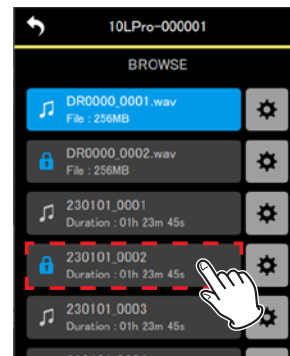 10LPro-000001
BROWSE
DR0000_0001.wav
File : 256MB
DR0000_0002.wav
File : 256MB
230101_0001
Duration : 01h 23m 45s
230101_0002
Duration : 01h 23m 45s
230101_0003
Duration : 01h 23m 45s